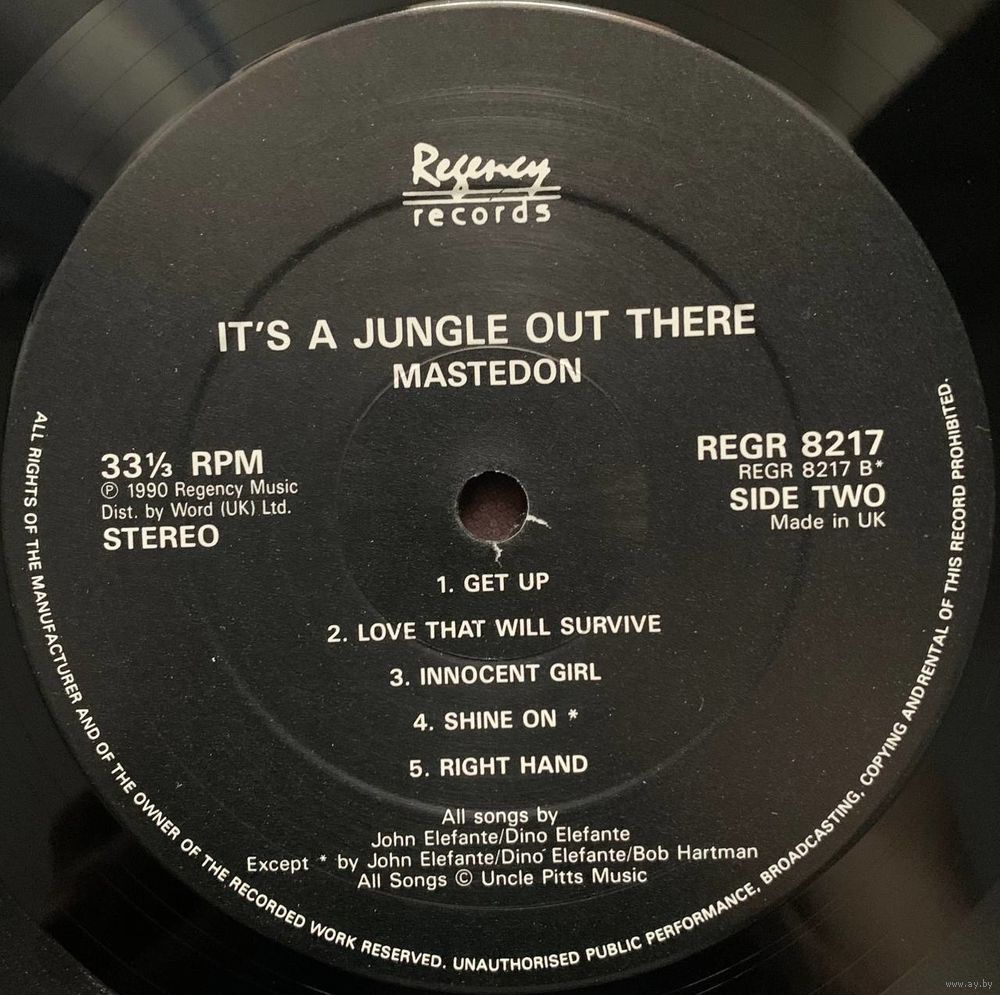 Regency
records
IT'S A JUNGLE OUT THERE
MASTEDON
33⅓ RPM
℗ 1990 Regency Music
Dist. by Word (UK) Ltd.
STEREO
REGR 8217
REGR 8217 B*
SIDE TWO
Made in UK
1. GET UP
2. LOVE THAT WILL SURVIVE
3. INNOCENT GIRL
4. SHINE ON *
5. RIGHT HAND
All songs by
John Elefante/Dino Elefante
Except * by John Elefante/Dino Elefante/Bob Hartman
All Songs © Uncle Pitts Music
ALL RIGHTS OF THE MANUFACTURER AND OF THE OWNER OF THE RECORDED WORK RESERVED. UNAUTHORISED PUBLIC PERFORMANCE, BROADCASTING, COPYING ANDRENTAL OF THIS RECORD PROHIBITED.
www.ay.by